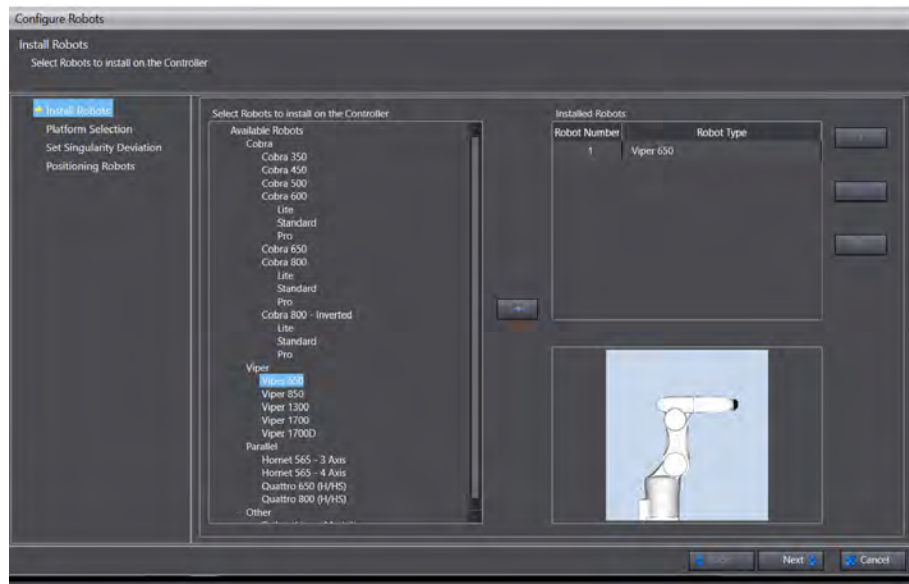 Configure Robots
Install Robots
Select Robots to install on the Controller
Install Robots
Platform Selection
Set Singularity Deviation
Positioning Robots
Select Robots to install on the Controller
Available Robots
Cobra
Cobra 350
Cobra 450
Cobra 500
Cobra 600
Lite
Standard
Pro
Cobra 650
Cobra 800
Lite
Standard
Pro
Cobra 800 - Inverted
Lite
Standard
Pro
Viper
Viper 650
Viper 850
Viper 1300
Viper 1700
Viper 1700D
Parallel
Hornet 565 - 3 Axis
Hornet 565 - 4 Axis
Quattro 650 (H/HS)
Quattro 800 (H/HS)
Other
Installed Robots
Robot Number Robot Type
1 Viper 650
Next Cancel